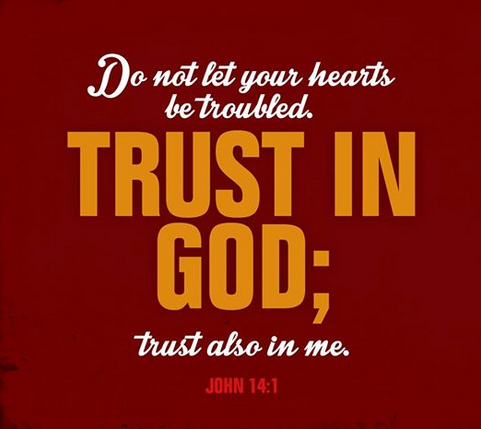 Do not let your hearts
be troubled.
TRUST IN
GOD;
trust also in me.
JOHN 14:1